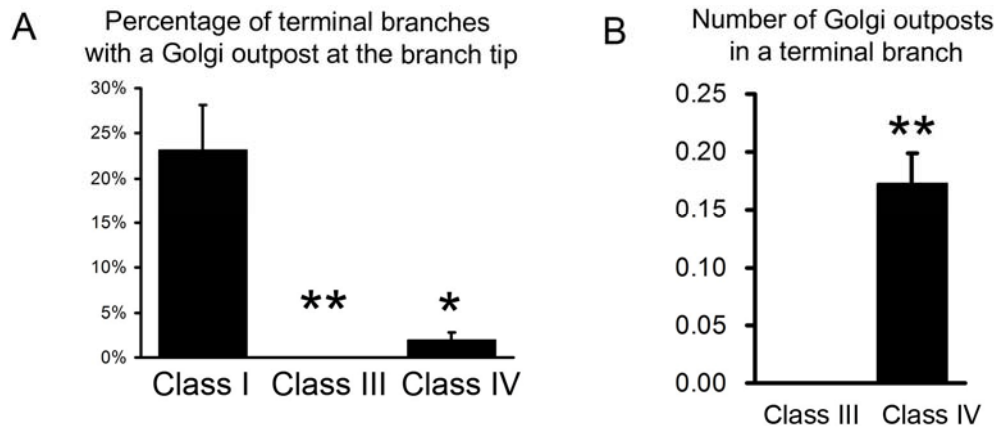 A
Percentage of terminal branches
with a Golgi outpost at the branch tip
30%
25%
20%
15%
10%
5%
0%
**
*
Class I
Class III
Class IV
B
Number of Golgi outposts
in a terminal branch
0.25
0.20
0.15
0.10
0.05
0.00
**
Class III
Class IV